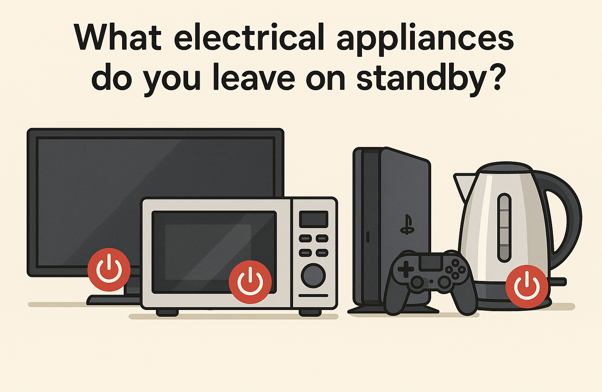 What electrical appliances
do you leave on standby?